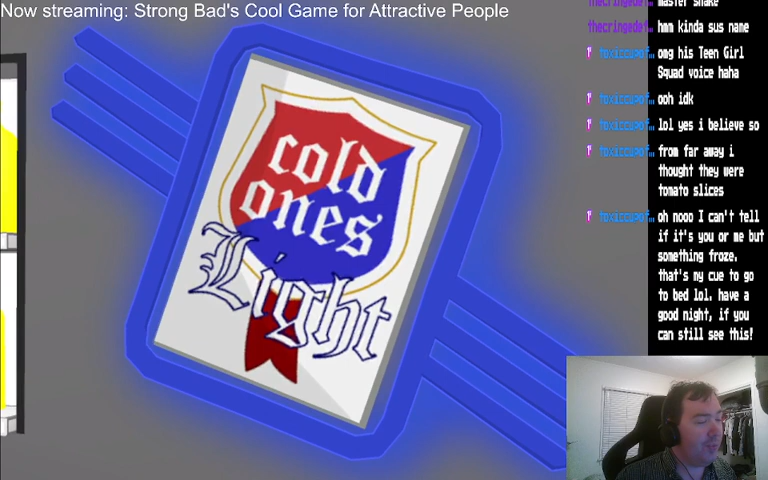 Now streaming: Strong Bad's Cool Game for Attractive People
cold
ones
Light
master shake
hmm kinda sus name
omg his Teen Girl
Squad voice haha
ooh idk
lol yes i believe so
from far away i
thought they were
tomato slices
oh nooo I can't tell
if it's you or me but
something froze.
that's my cue to go
to bed lol. have a
good night, if you
can still see this!